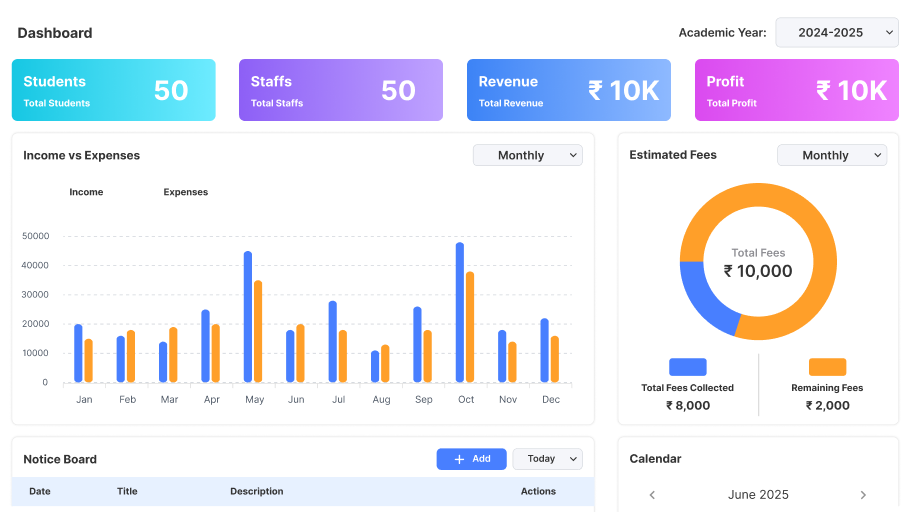 Dashboard
Academic Year:
2024-2025
Students
Total Students
50
Staffs
Total Staffs
50
Revenue
Total Revenue
₹ 10K
Profit
Total Profit
₹ 10K
Income vs Expenses
Monthly
Income
Expenses
50000
40000
30000
20000
10000
0
Jan Feb Mar Apr May Jun Jul Aug Sep Oct Nov Dec
Estimated Fees
Monthly
Total Fees
₹ 10,000
Total Fees Collected
₹ 8,000
Remaining Fees
₹ 2,000
Notice Board
+ Add
Today
Date Title Description Actions
Calendar
June 2025